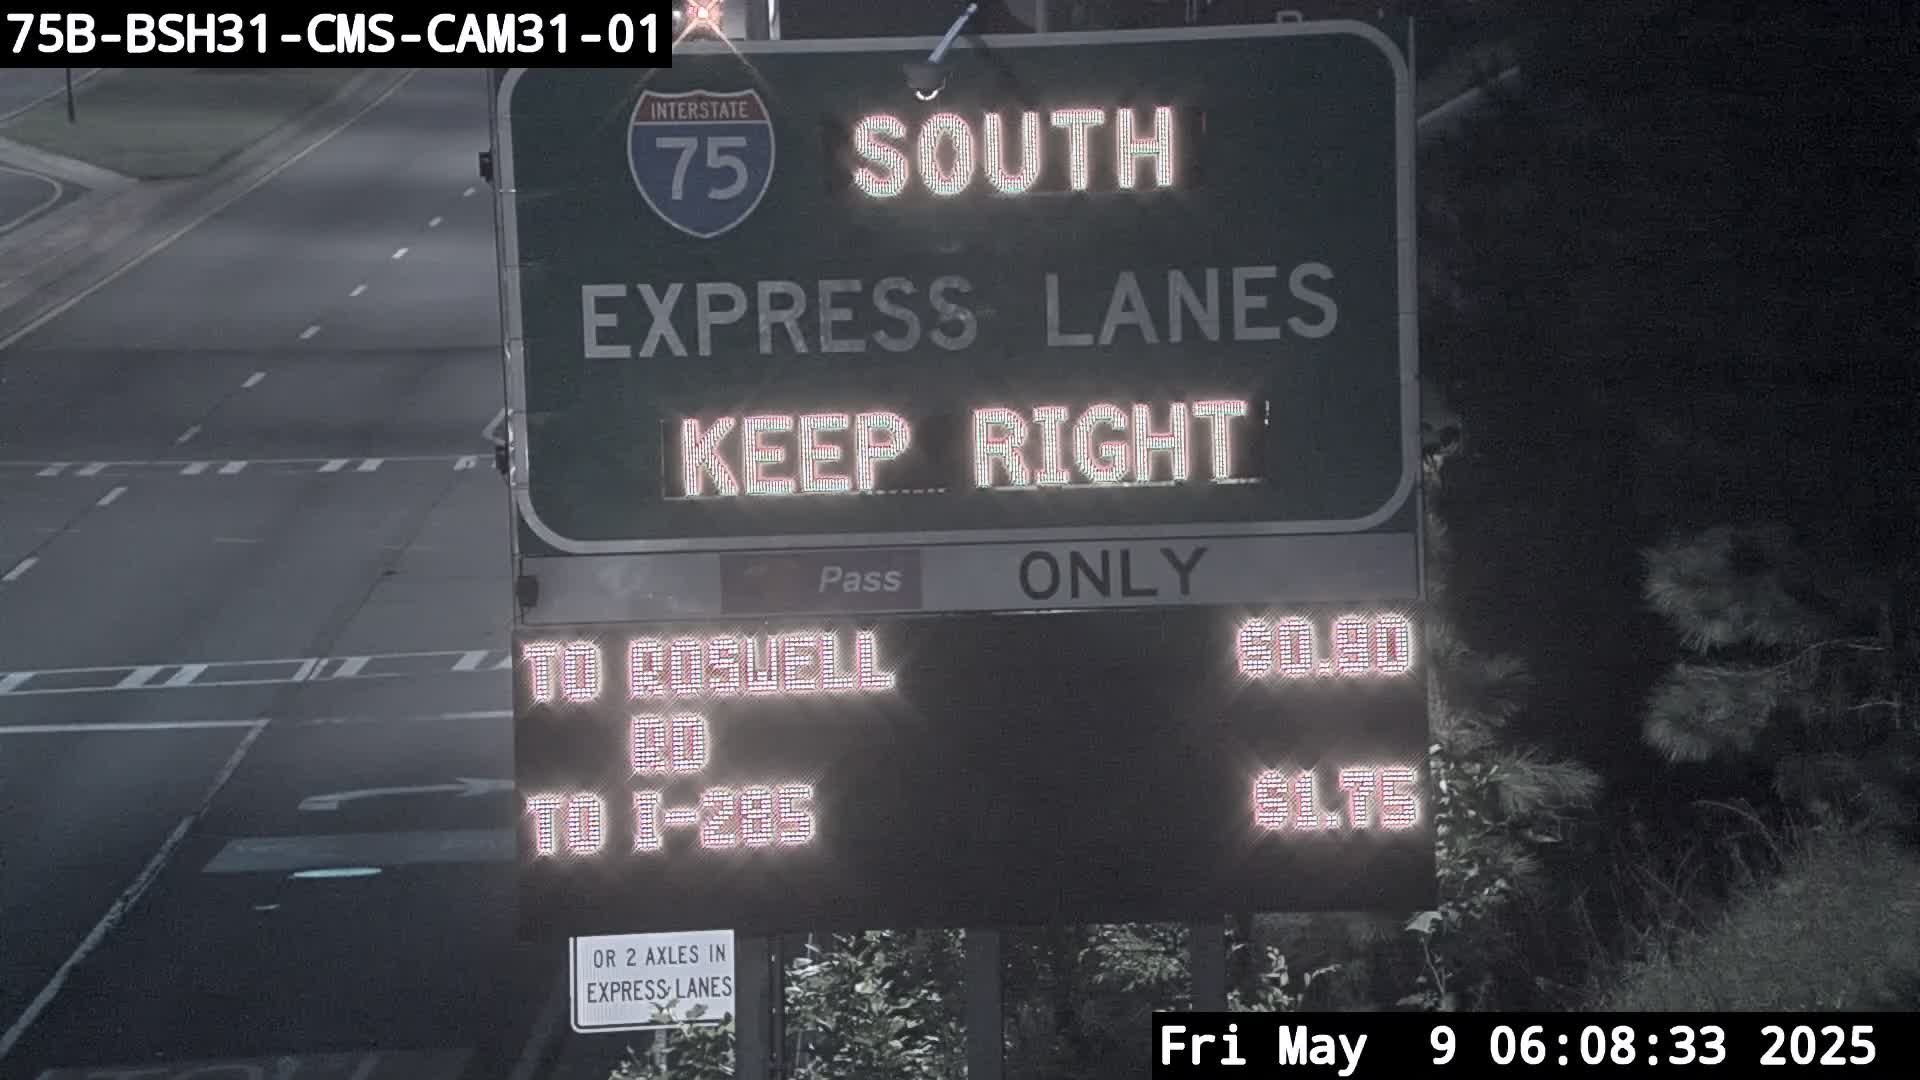 75B-BSH31-CMS-CAM31-01
INTERSTATE
75
SOUTH
EXPRESS LANES
KEEP RIGHT
Pass ONLY
TO ROSWELL $0.90
RD
TO I-285 $1.75
OR 2 AXLES IN
EXPRESS LANES
Fri May 9 06:08:33 2025